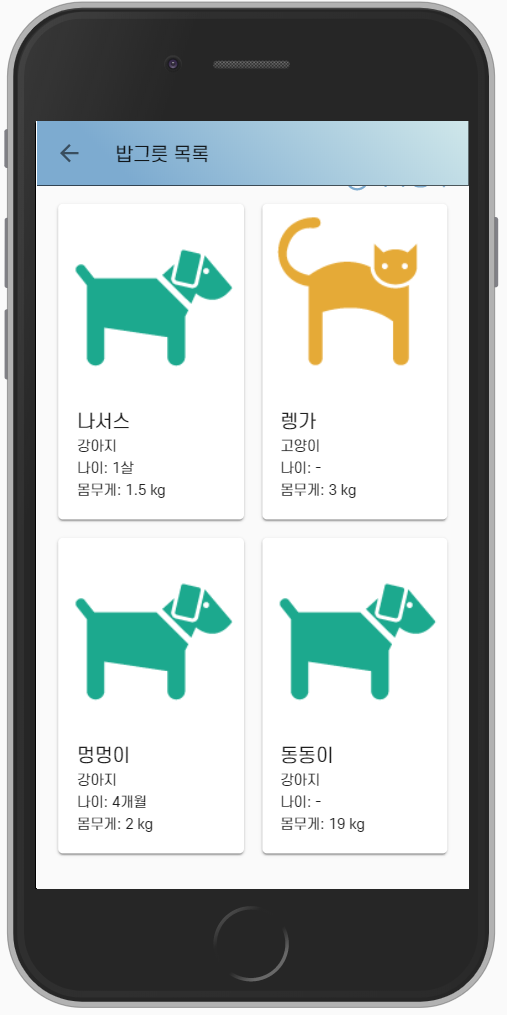 밥그릇 목록
나서스
강아지
나이: 1살
몸무게: 1.5 kg
렝가
고양이
나이: -
몸무게: 3 kg
멍멍이
강아지
나이: 4개월
몸무게: 2 kg
동동이
강아지
나이: -
몸무게: 19 kg